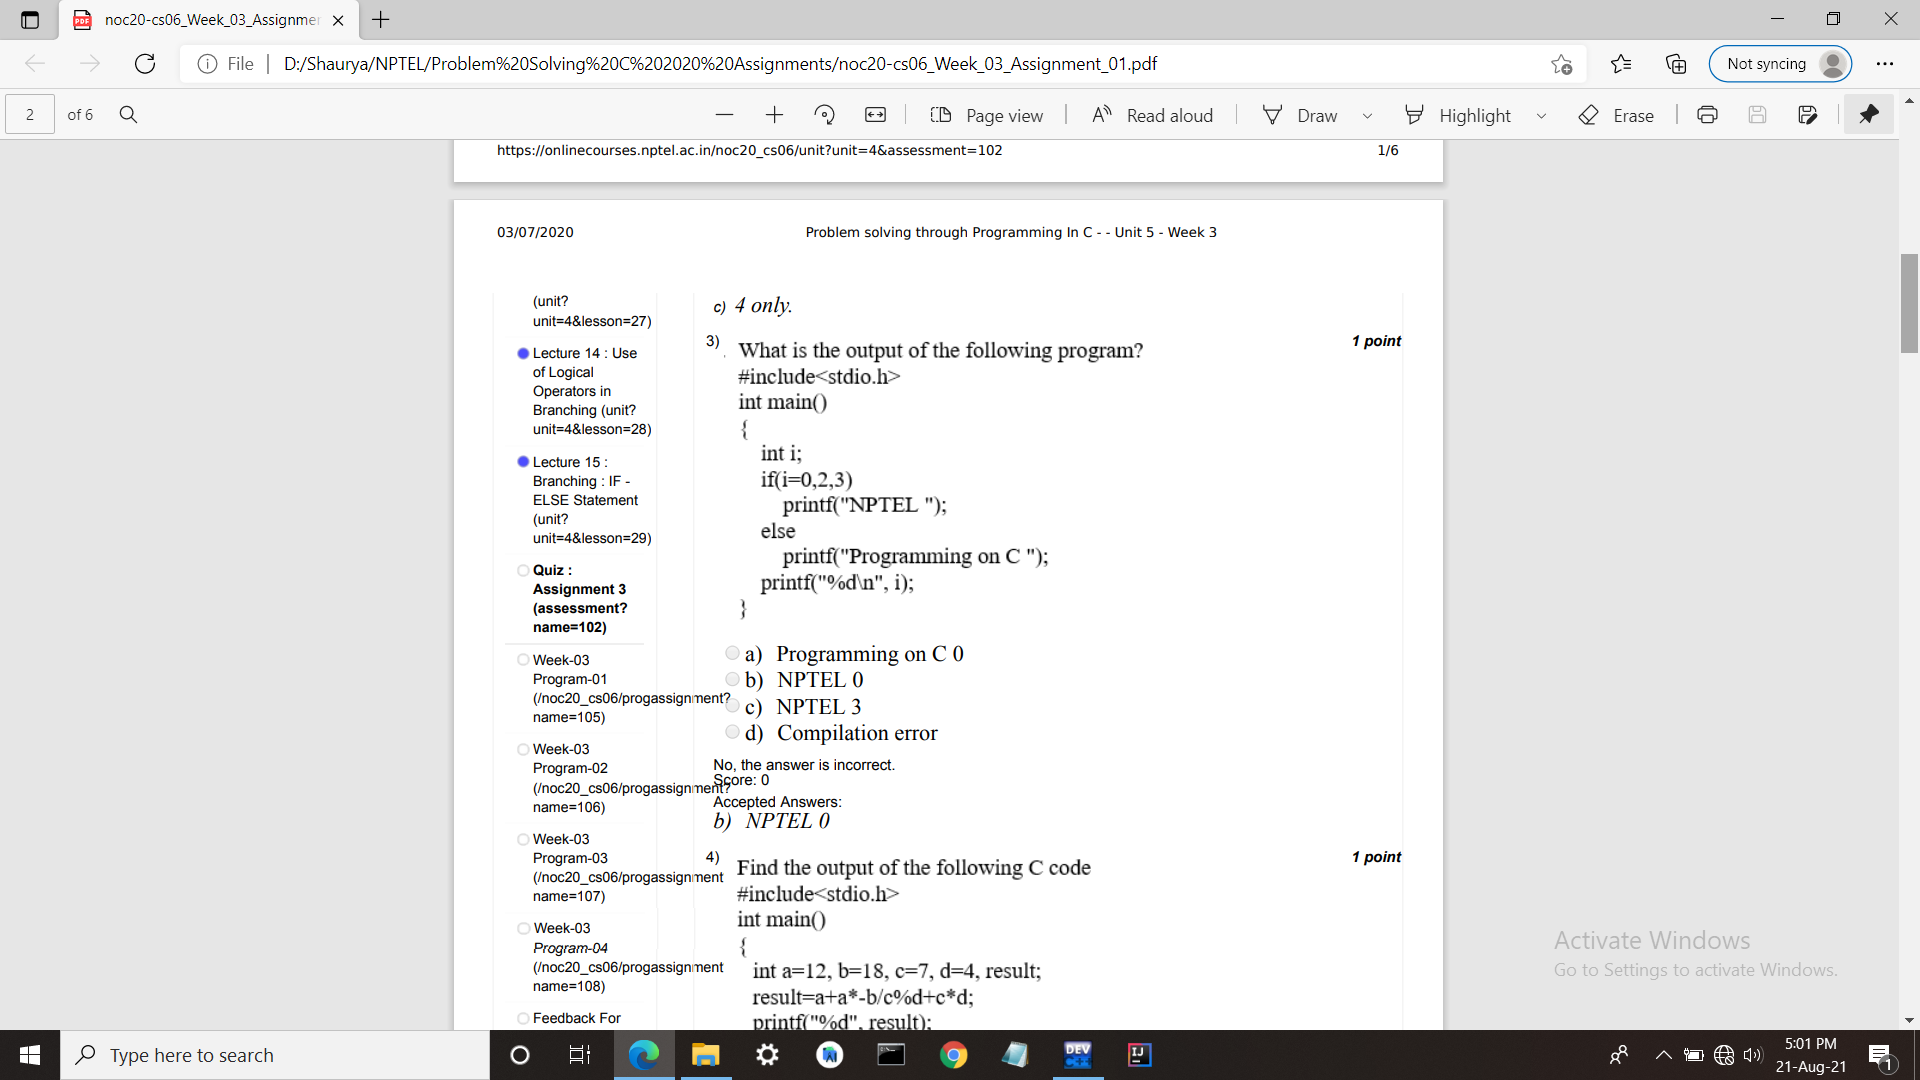 noc20-cs06_Week_03_Assignme
File
D:/Shaurya/NPTEL/Problem%20Solving%20C%202020%20Assignments/noc20-cs06_Week_03_Assignment_01.pdf
Not syncing
2 of 6
Page view
Read aloud
Draw
Highlight
Erase
https://onlinecourses.nptel.ac.in/noc20_cs06/unit?unit=4&assessment=102
1/6
03/07/2020
Problem solving through Programming In C - - Unit 5 - Week 3
(unit?
unit=4&lesson=27)
Lecture 14 : Use
of Logical
Operators in
Branching (unit?
unit=4&lesson=28)
Lecture 15 :
Branching : IF -
ELSE Statement
(unit?
unit=4&lesson=29)
Quiz :
Assignment 3
(assessment?
name=102)
Week-03
Program-01
(/noc20_cs06/progassignment?
name=105)
Week-03
Program-02
(/noc20_cs06/progassignment?
name=106)
Week-03
Program-03
(/noc20_cs06/progassignment
name=107)
Week-03
Program-04
(/noc20_cs06/progassignment
name=108)
Feedback For
c) 4 only.
3)
1 point
What is the output of the following program?
#include<stdio.h>
int main()
{
int i;
if(i=0,2,3)
printf("NPTEL ");
else
printf("Programming on C ");
printf("%d\n", i);
}
a) Programming on C 0
b) NPTEL 0
c) NPTEL 3
d) Compilation error
No, the answer is incorrect.
Score: 0
Accepted Answers:
b) NPTEL 0
4)
1 point
Find the output of the following C code
#include<stdio.h>
int main()
{
int a=12, b=18, c=7, d=4, result;
result=a+a*-b/c%d+c*d;
printf("%d", result);
Activate Windows
Go to Settings to activate Windows.
Type here to search
DEV
IJ
5:01 PM
21-Aug-21
1